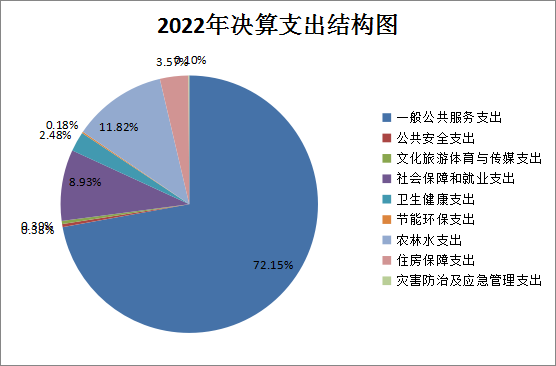 2022年决算支出结构图
3.57%
0.10%
0.18%
2.48%
11.82%
8.93%
0.39%
0.38%
72.15%
一般公共服务支出
公共安全支出
文化旅游体育与传媒支出
社会保障和就业支出
卫生健康支出
节能环保支出
农林水支出
住房保障支出
灾害防治及应急管理支出